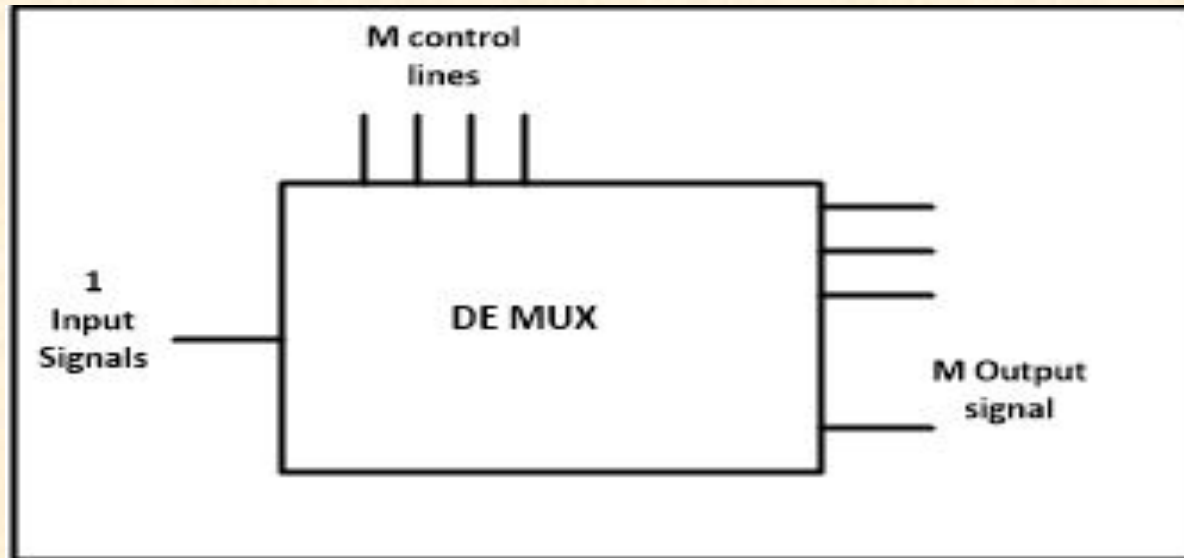 M control
lines
1
Input
Signals
DE MUX
M Output
signal